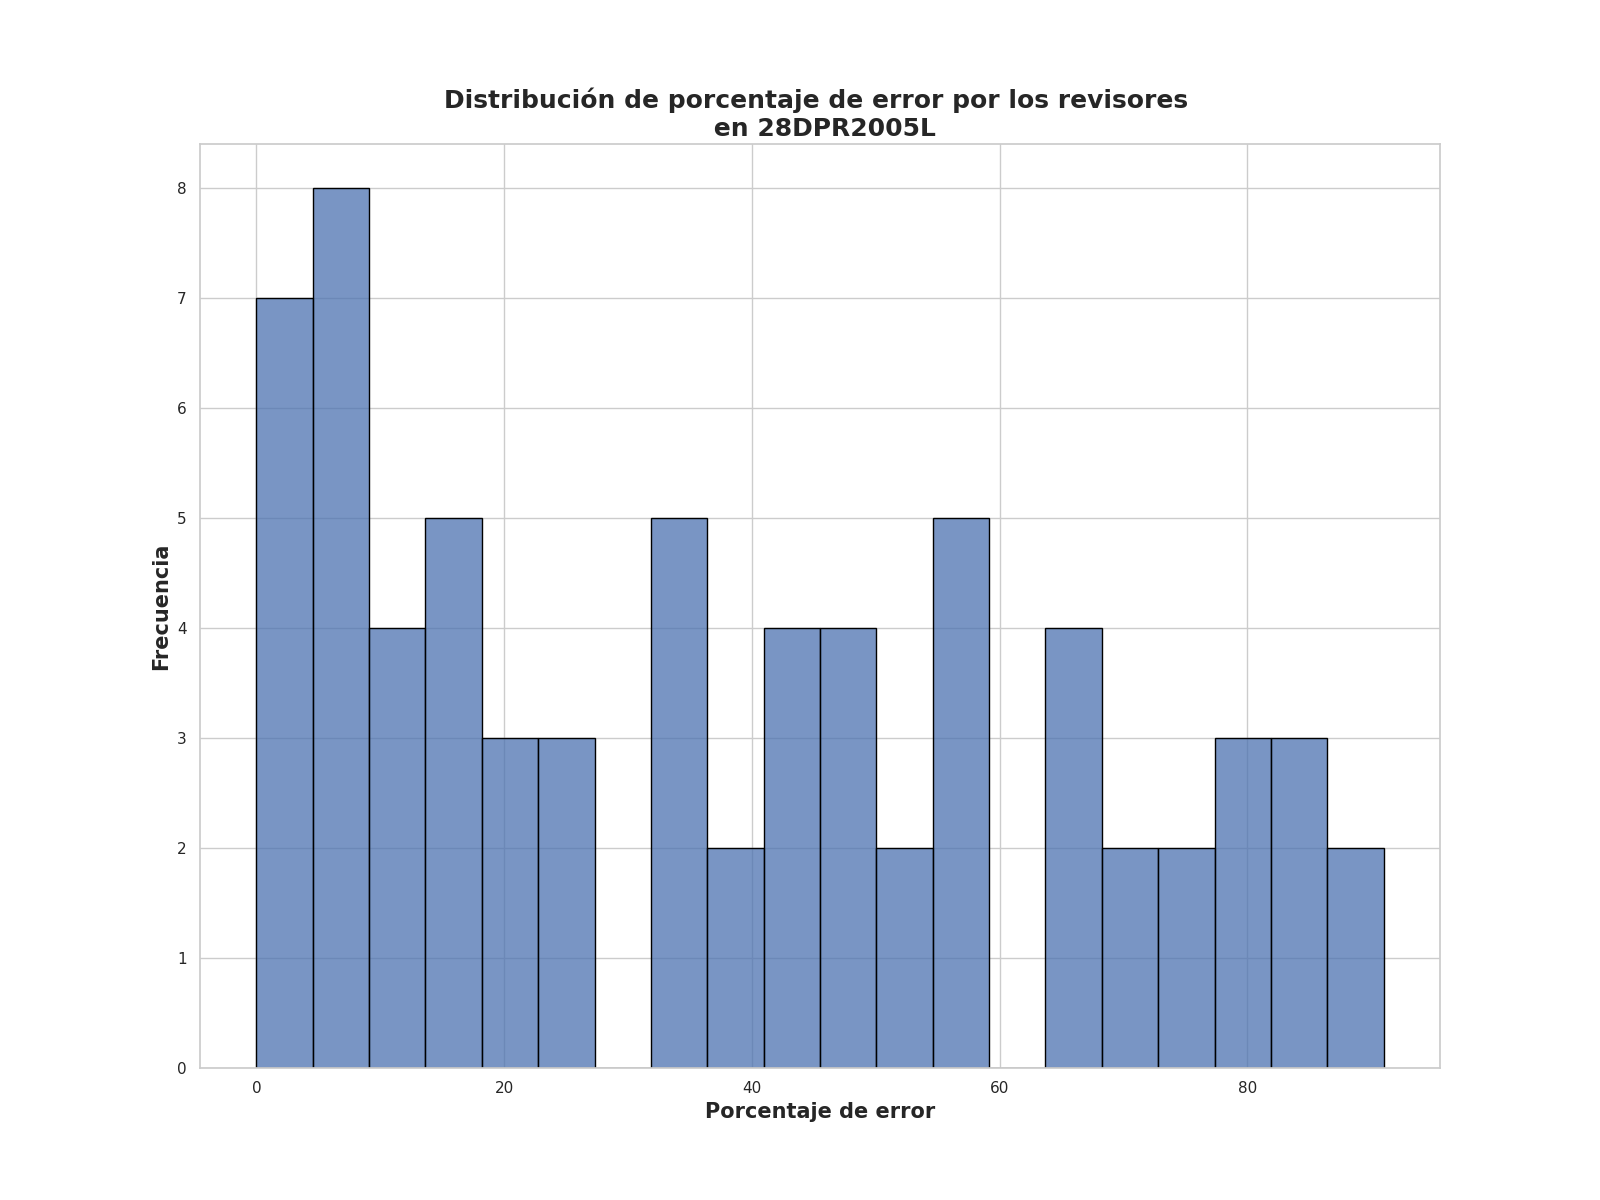 Distribución de porcentaje de error por los revisores
en 28DPR2005L
8
7
6
5
4
3
2
1
0
Frecuencia
0 20 40 60 80
Porcentaje de error